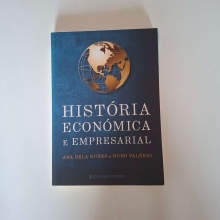 HISTÓRIA
ECONÓMICA
E EMPRESARIAL
ANA BELA NUNES e NUNO VALÉRIO